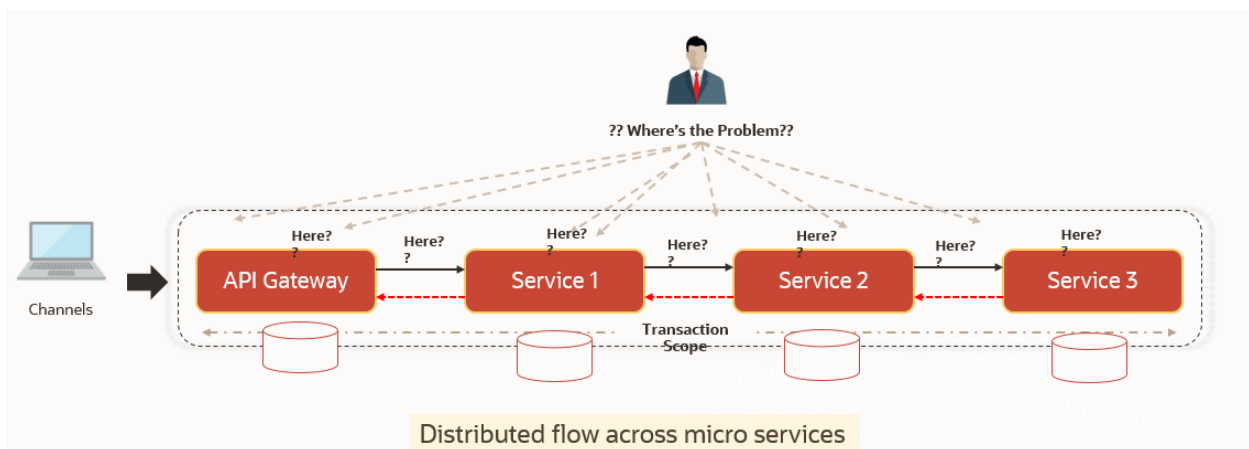 ?? Where's the Problem??
Here?
?
Here?
?
Here?
?
Here?
?
Here?
?
Here?
?
Here?
?
API Gateway
Service 1
Service 2
Service 3
Channels
Transaction
Scope
Distributed flow across micro services